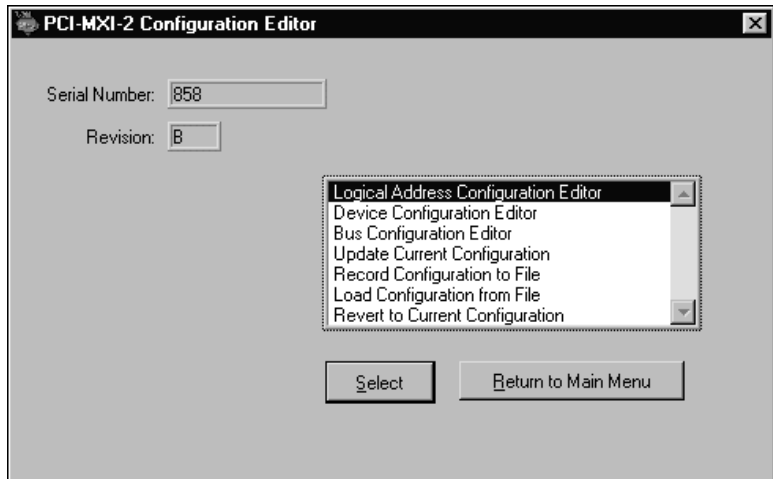 PCI-MXI-2 Configuration Editor
Serial Number: 858
Revision: B
Logical Address Configuration Editor
Device Configuration Editor
Bus Configuration Editor
Update Current Configuration
Record Configuration to File
Load Configuration from File
Revert to Current Configuration
Select Return to Main Menu